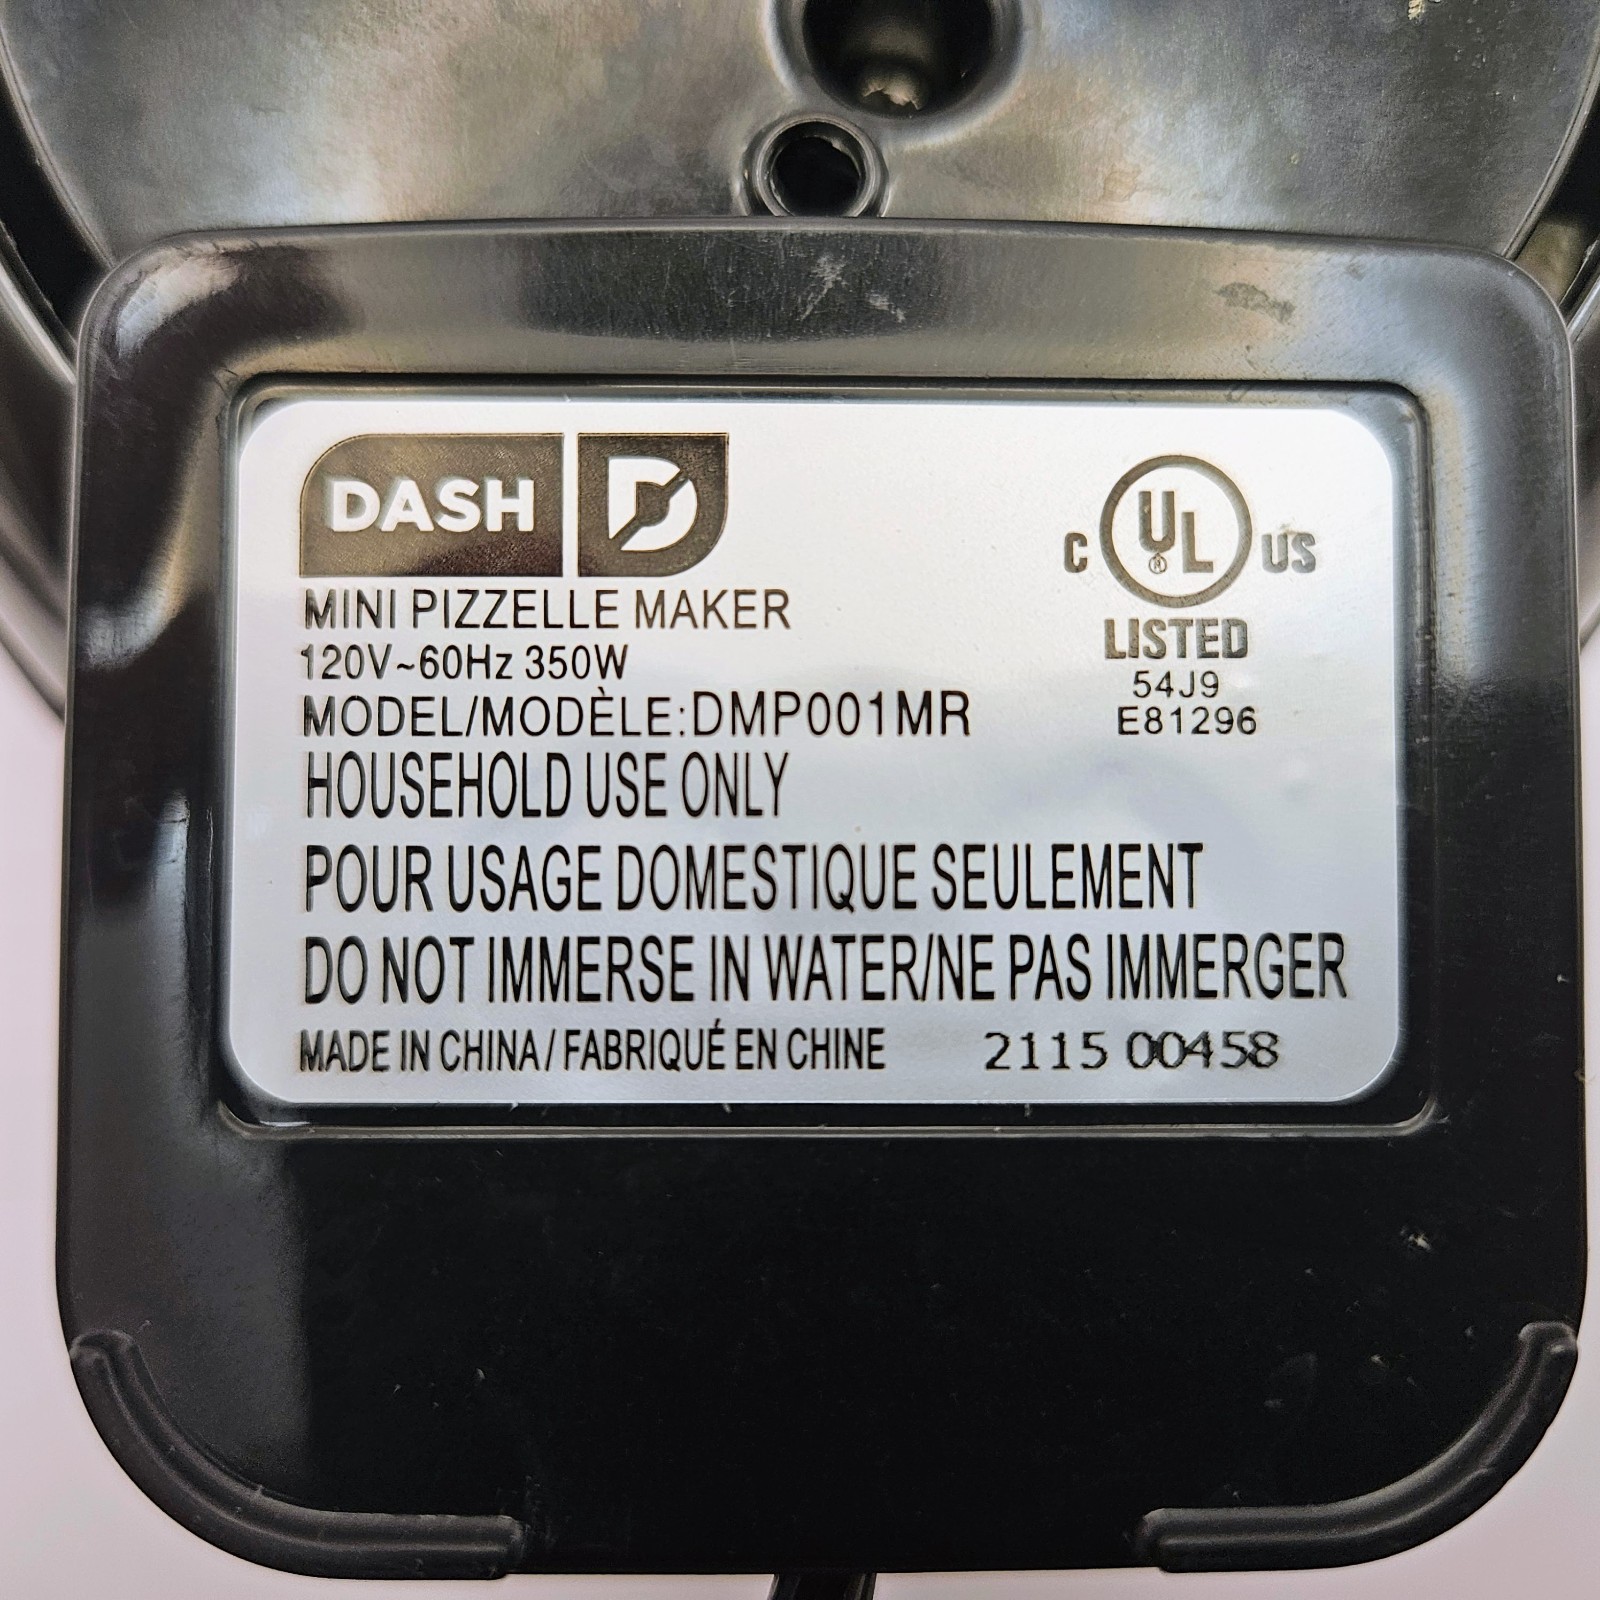 DASH D
MINI PIZZELLE MAKER
120V~60Hz 350W
MODEL/MODÈLE:DMP001MR
HOUSEHOLD USE ONLY
POUR USAGE DOMESTIQUE SEULEMENT
DO NOT IMMERSE IN WATER/NE PAS IMMERGER
MADE IN CHINA/FABRIQUÉ EN CHINE 2115 00458
C UL® US
LISTED
54J9
E81296